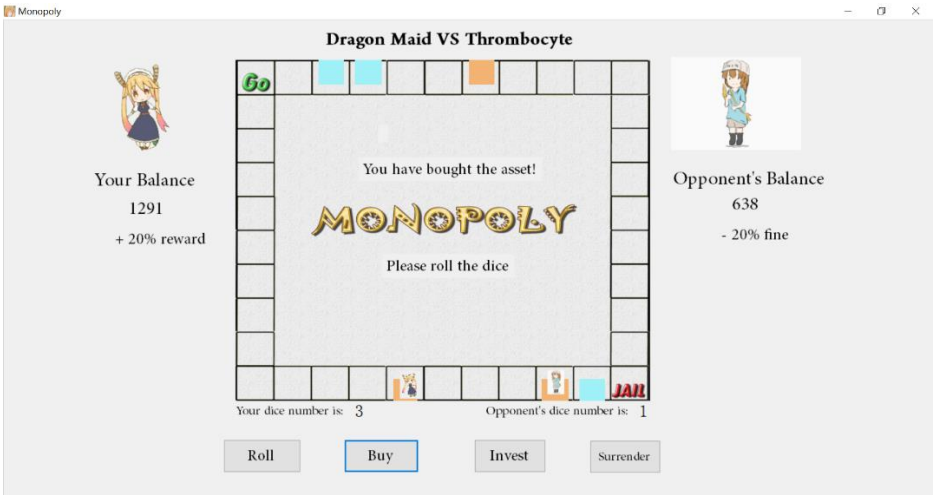 Monopoly
Dragon Maid VS Thrombocyte
Go
Your Balance
1291
+ 20% reward
You have bought the asset!
MONOPOLY
Please roll the dice
Opponent's Balance
638
- 20% fine
JAIL
Your dice number is: 3
Opponent's dice number is: 1
Roll
Buy
Invest
Surrender